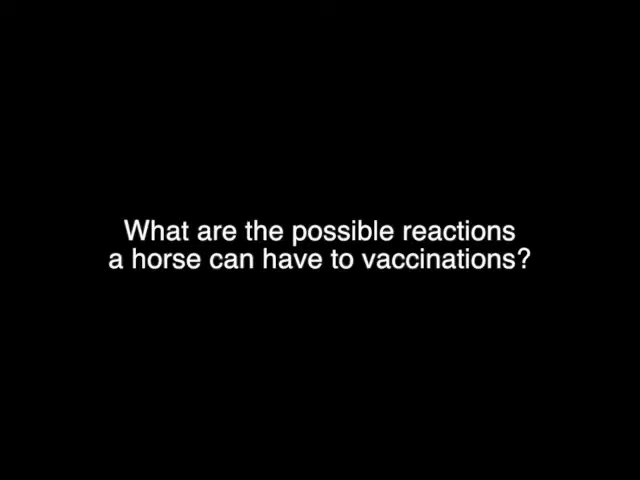 What are the possible reactions
a horse can have to vaccinations?